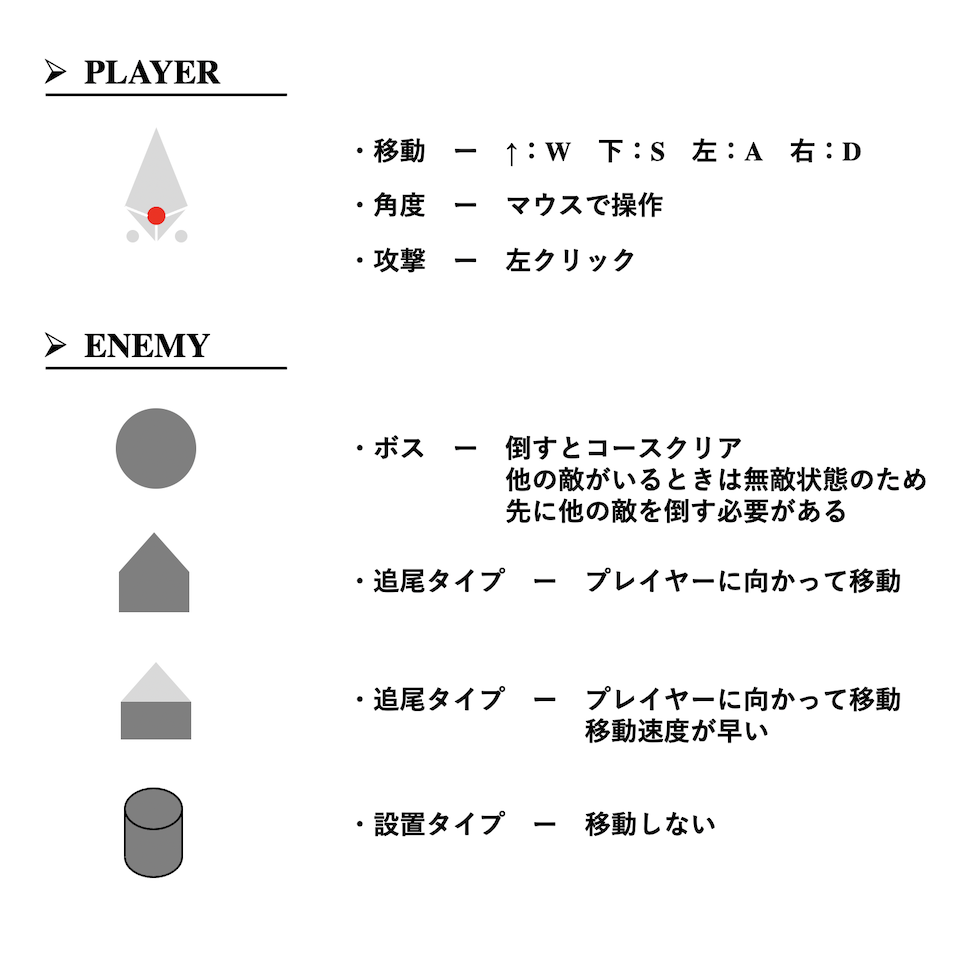 ➢ PLAYER
・移動　ー　↑：W　下：S　左：A　右：D
・角度　ー　マウスで操作
・攻撃　ー　左クリック
➢ ENEMY
・ボス　ー　倒すとコースクリア
他の敵がいるときは無敵状態のため
先に他の敵を倒す必要がある
・追尾タイプ　ー　プレイヤーに向かって移動
・追尾タイプ　ー　プレイヤーに向かって移動
移動速度が早い
・設置タイプ　ー　移動しない